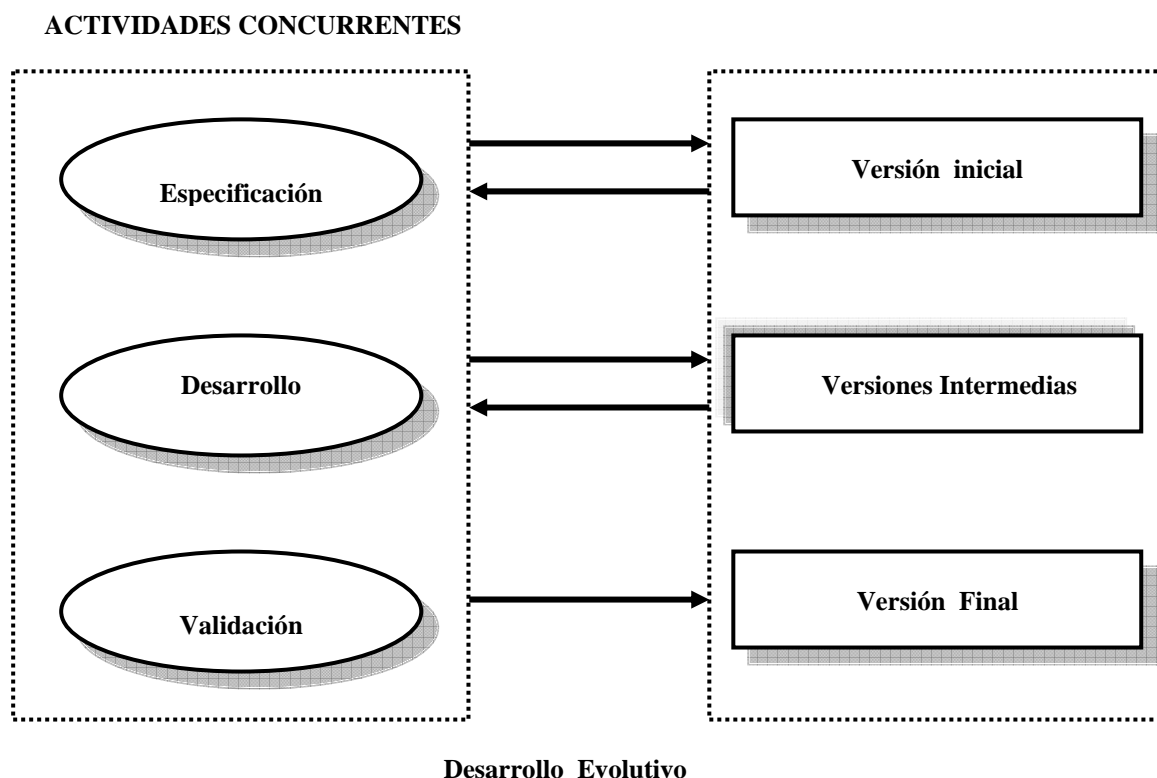 ACTIVIDADES CONCURRENTES
Especificación
Versión inicial
Desarrollo
Versiones Intermedias
Validación
Versión Final
Desarrollo Evolutivo